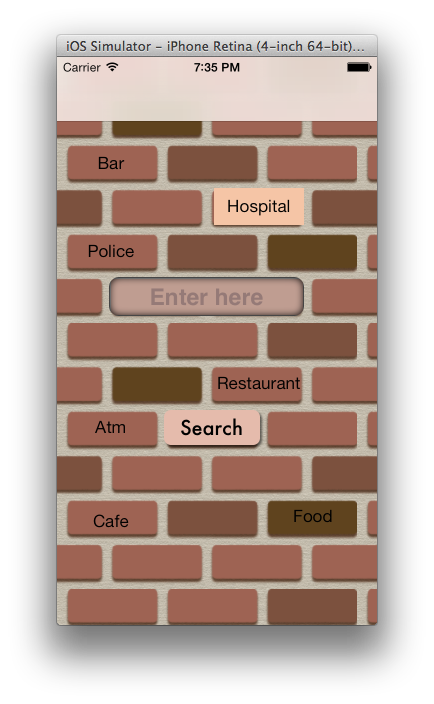 iOS Simulator – iPhone Retina (4-inch 64-bit)...
Carrier 7:35 PM
Bar
Hospital
Police
Enter here
Restaurant
Atm
Search
Cafe
Food